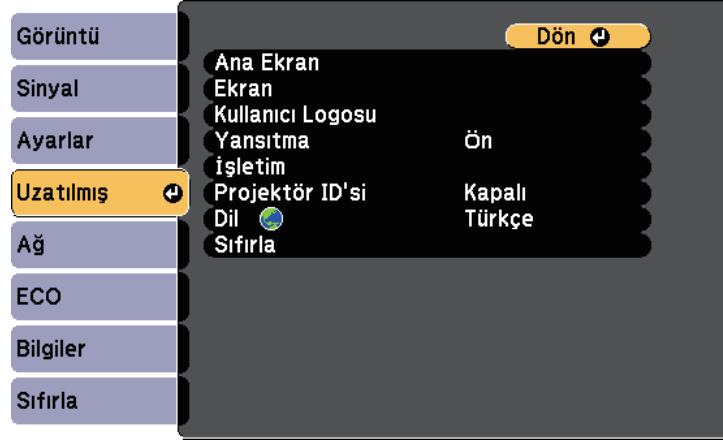 Görüntü
Sinyal
Ayarlar
Uzatılmış
Ağ
ECO
Bilgiler
Sıfırla
Dön
Ana Ekran
Ekran
Kullanıcı Logosu
Yansıtma Ön
İşletim
Projektör ID'si Kapalı
Dil Türkçe
Sıfırla